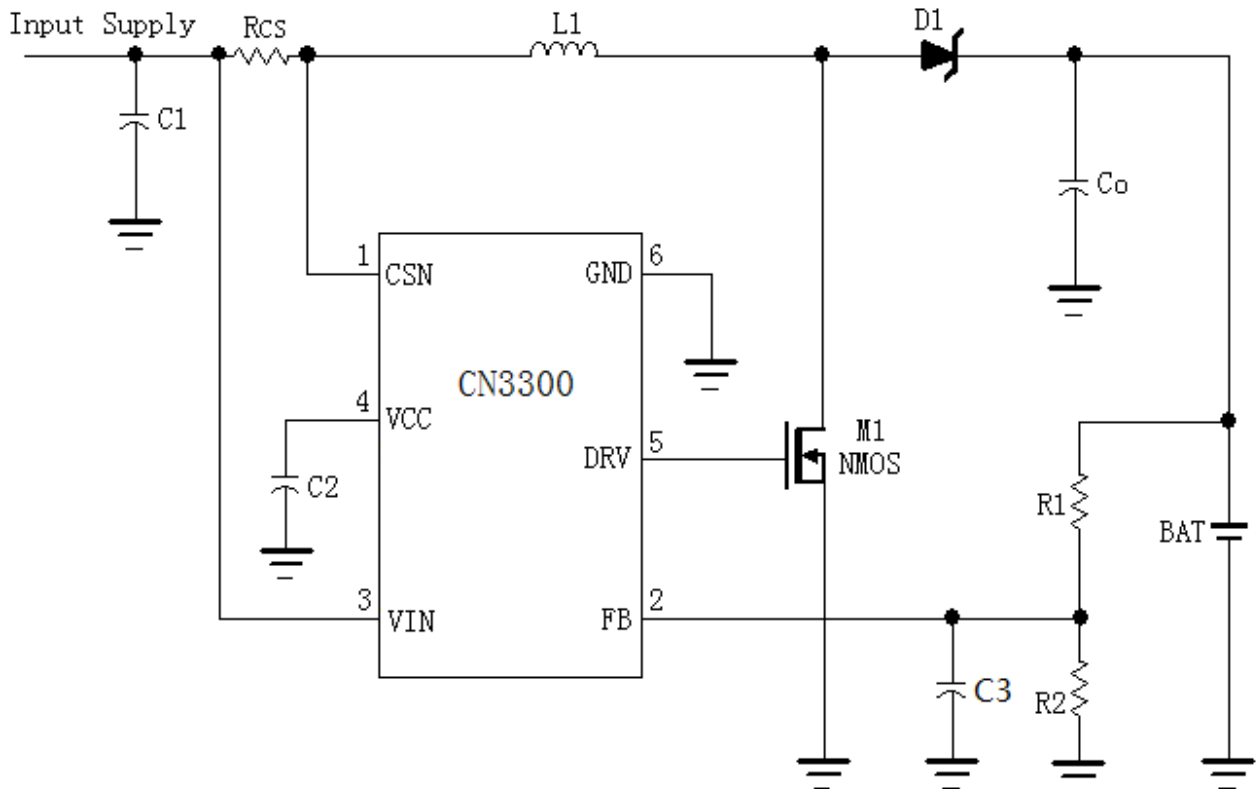 Input Supply
Rcs
L1
D1
C1
Co
1
CSN
GND
6
CN3300
4
VCC
C2
DRV
5
M1
NMOS
R1
BAT
3
VIN
FB
2
C3
R2